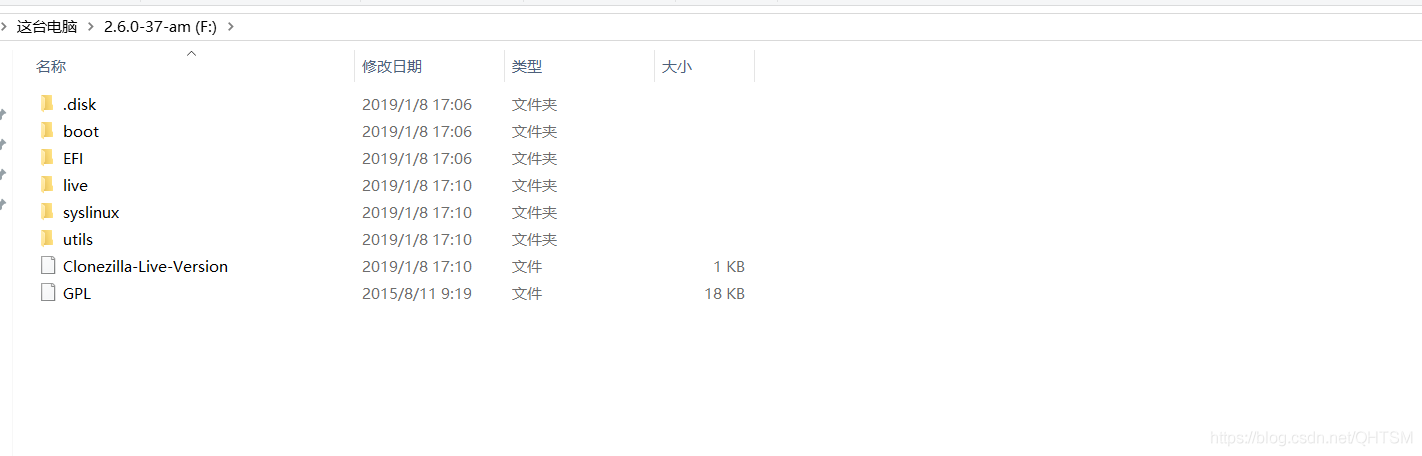 这台电脑 2.6.0-37-am (F:)
名称 修改日期 类型 大小
.disk 2019/1/8 17:06 文件夹
boot 2019/1/8 17:06 文件夹
EFI 2019/1/8 17:06 文件夹
live 2019/1/8 17:10 文件夹
syslinux 2019/1/8 17:10 文件夹
utils 2019/1/8 17:10 文件夹
Clonezilla-Live-Version 2019/1/8 17:10 文件 1 KB
GPL 2015/8/11 9:19 文件 18 KB
https://blog.csdn.net/QHTSM